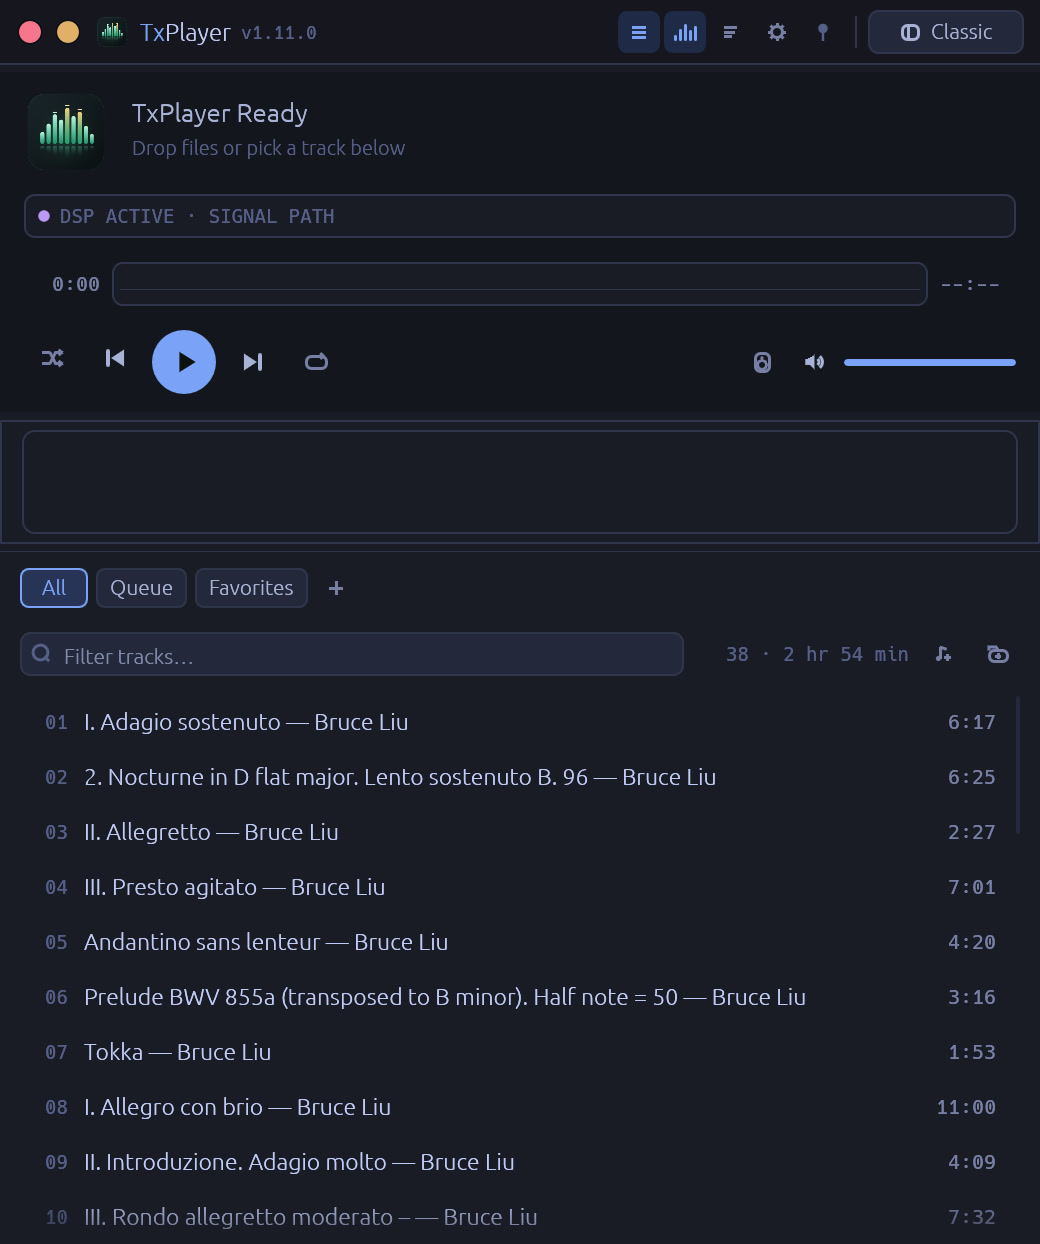 TxPlayer v1.11.0 Classic
TxPlayer Ready
Drop files or pick a track below
DSP ACTIVE · SIGNAL PATH
0:00 --:--
All Queue Favorites +
Filter tracks… 38 · 2 hr 54 min
01 I. Adagio sostenuto — Bruce Liu 6:17
02 2. Nocturne in D flat major. Lento sostenuto B. 96 — Bruce Liu 6:25
03 II. Allegretto — Bruce Liu 2:27
04 III. Presto agitato — Bruce Liu 7:01
05 Andantino sans lenteur — Bruce Liu 4:20
06 Prelude BWV 855a (transposed to B minor). Half note = 50 — Bruce Liu 3:16
07 Tokka — Bruce Liu 1:53
08 I. Allegro con brio — Bruce Liu 11:00
09 II. Introduzione. Adagio molto — Bruce Liu 4:09
10 III. Rondo allegretto moderato – — Bruce Liu 7:32